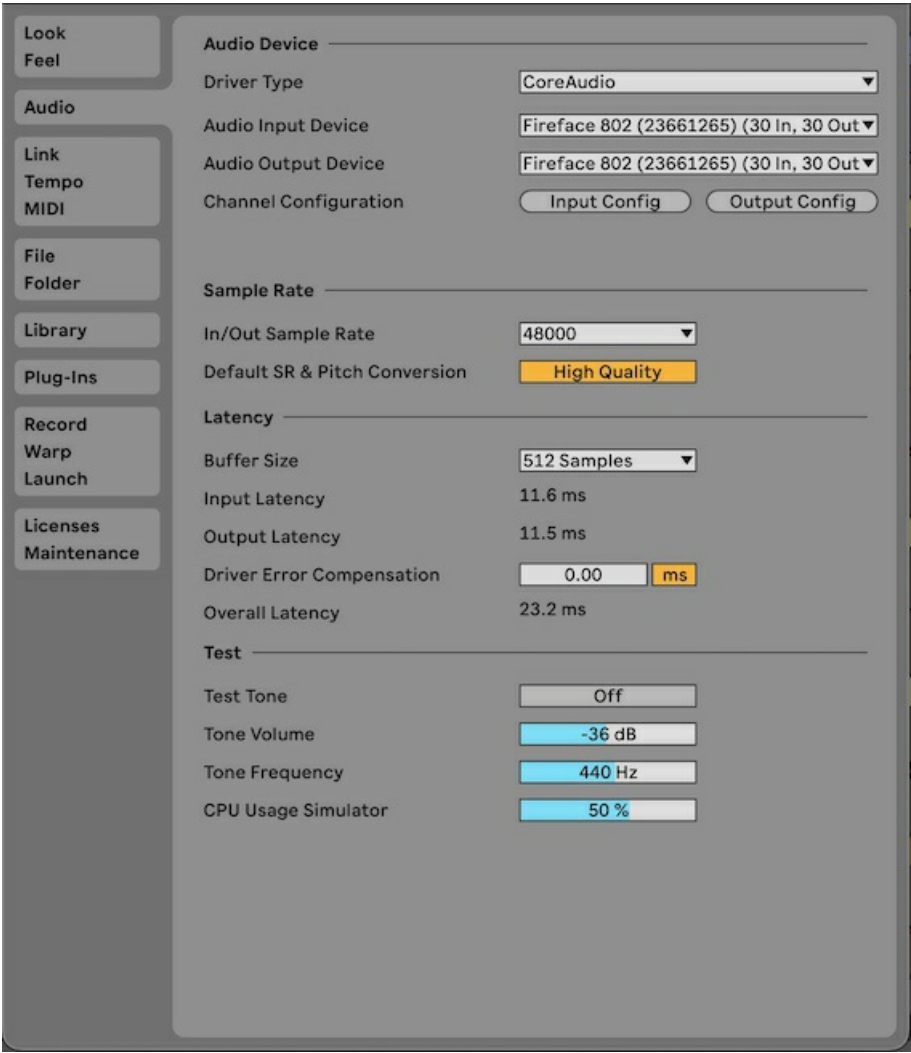 Look
Feel
Audio
Link
Tempo
MIDI
File
Folder
Library
Plug-Ins
Record
Warp
Launch
Licenses
Maintenance
Audio Device
Driver Type CoreAudio
Audio Input Device Fireface 802 (23661265) (30 In, 30 Out
Audio Output Device Fireface 802 (23661265) (30 In, 30 Out
Channel Configuration Input Config Output Config
Sample Rate
In/Out Sample Rate 48000
Default SR & Pitch Conversion High Quality
Latency
Buffer Size 512 Samples
Input Latency 11.6 ms
Output Latency 11.5 ms
Driver Error Compensation 0.00 ms
Overall Latency 23.2 ms
Test
Test Tone Off
Tone Volume -36 dB
Tone Frequency 440 Hz
CPU Usage Simulator 50 %